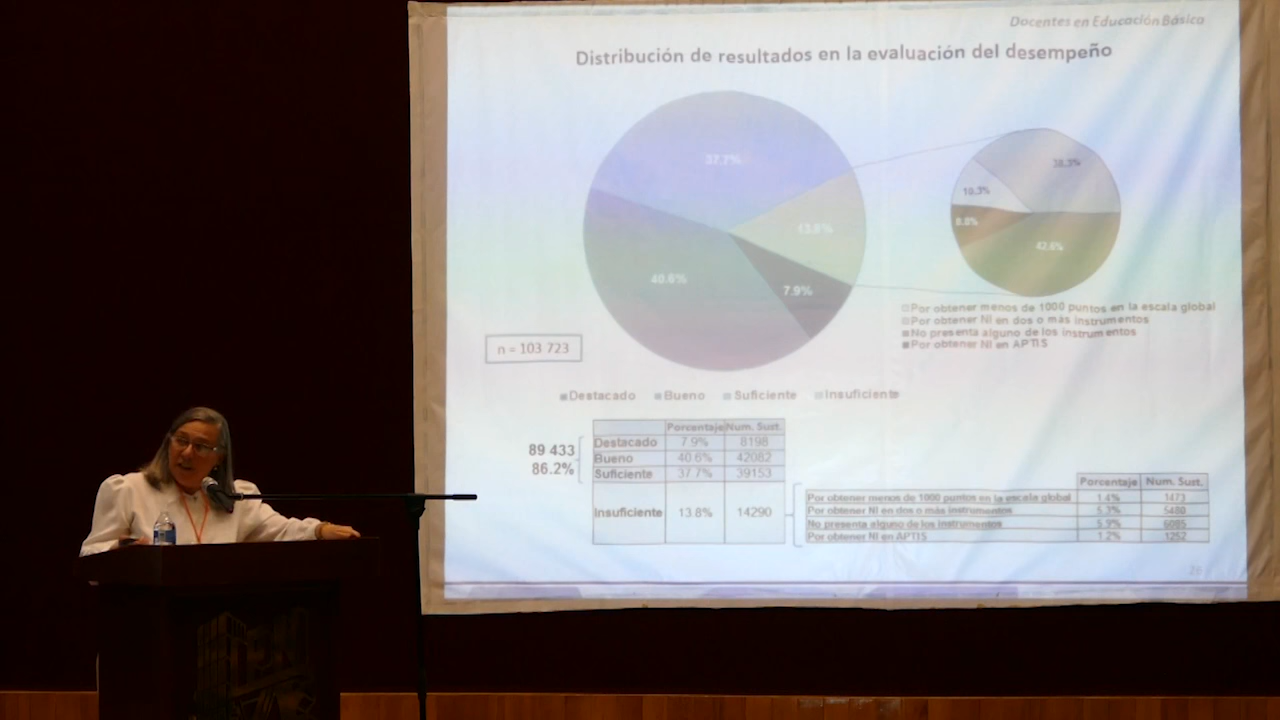 Docentes en Educación Básica
Distribución de resultados en la evaluación del desempeño
37.7%
13.8%
7.9%
40.6%
38.3%
10.3%
8.8%
42.6%
Por obtener menos de 1000 puntos en la escala global
Por obtener NI en dos o más instrumentos
No presenta alguno de los instrumentos
Por obtener NI en APTIS
n = 103 723
Destacado Bueno Suficiente Insuficiente
89 433
86.2%
Porcentaje Num. Sust.
Destacado 7.9% 8198
Bueno 40.6% 42082
Suficiente 37.7% 39153
Insuficiente 13.8% 14290
Porcentaje Num. Sust.
Por obtener menos de 1000 puntos en la escala global 1.4% 1473
Por obtener NI en dos o más instrumentos 5.3% 5480
No presenta alguno de los instrumentos 5.9% 6085
Por obtener NI en APTIS 1.2% 1252
26